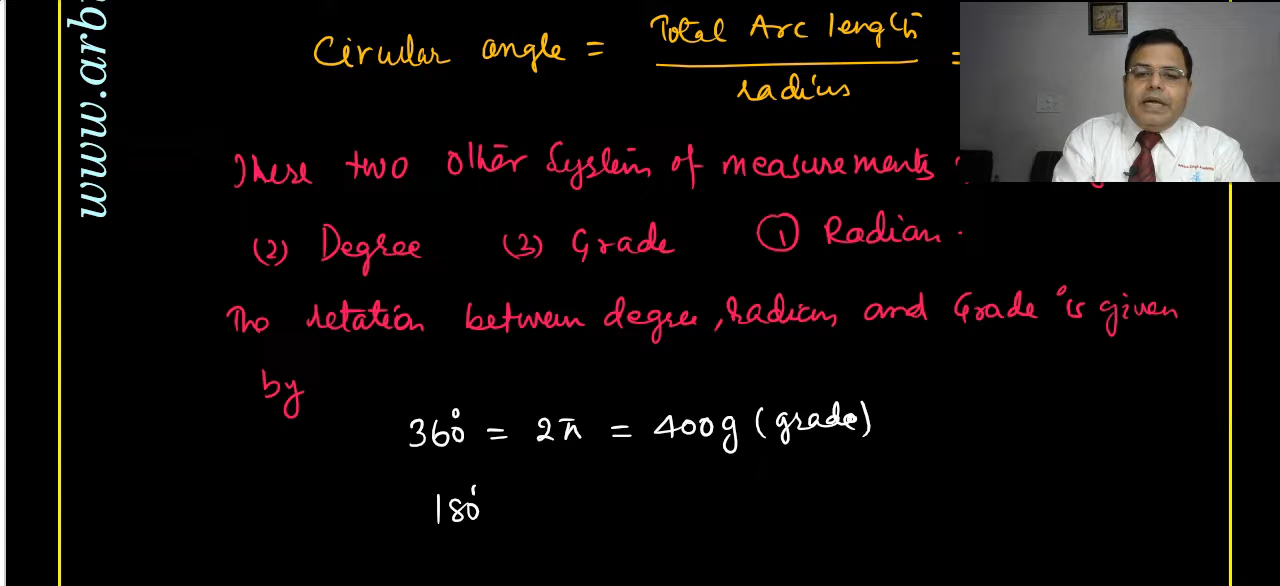 www.arb
Circular angle = Total Arc length / radius =
These two other System of measurements
(2) Degree (3) Grade ① Radian.
The relation between degree, Radian, and Grade is given
by
360° = 2π = 400g (grade)
180°